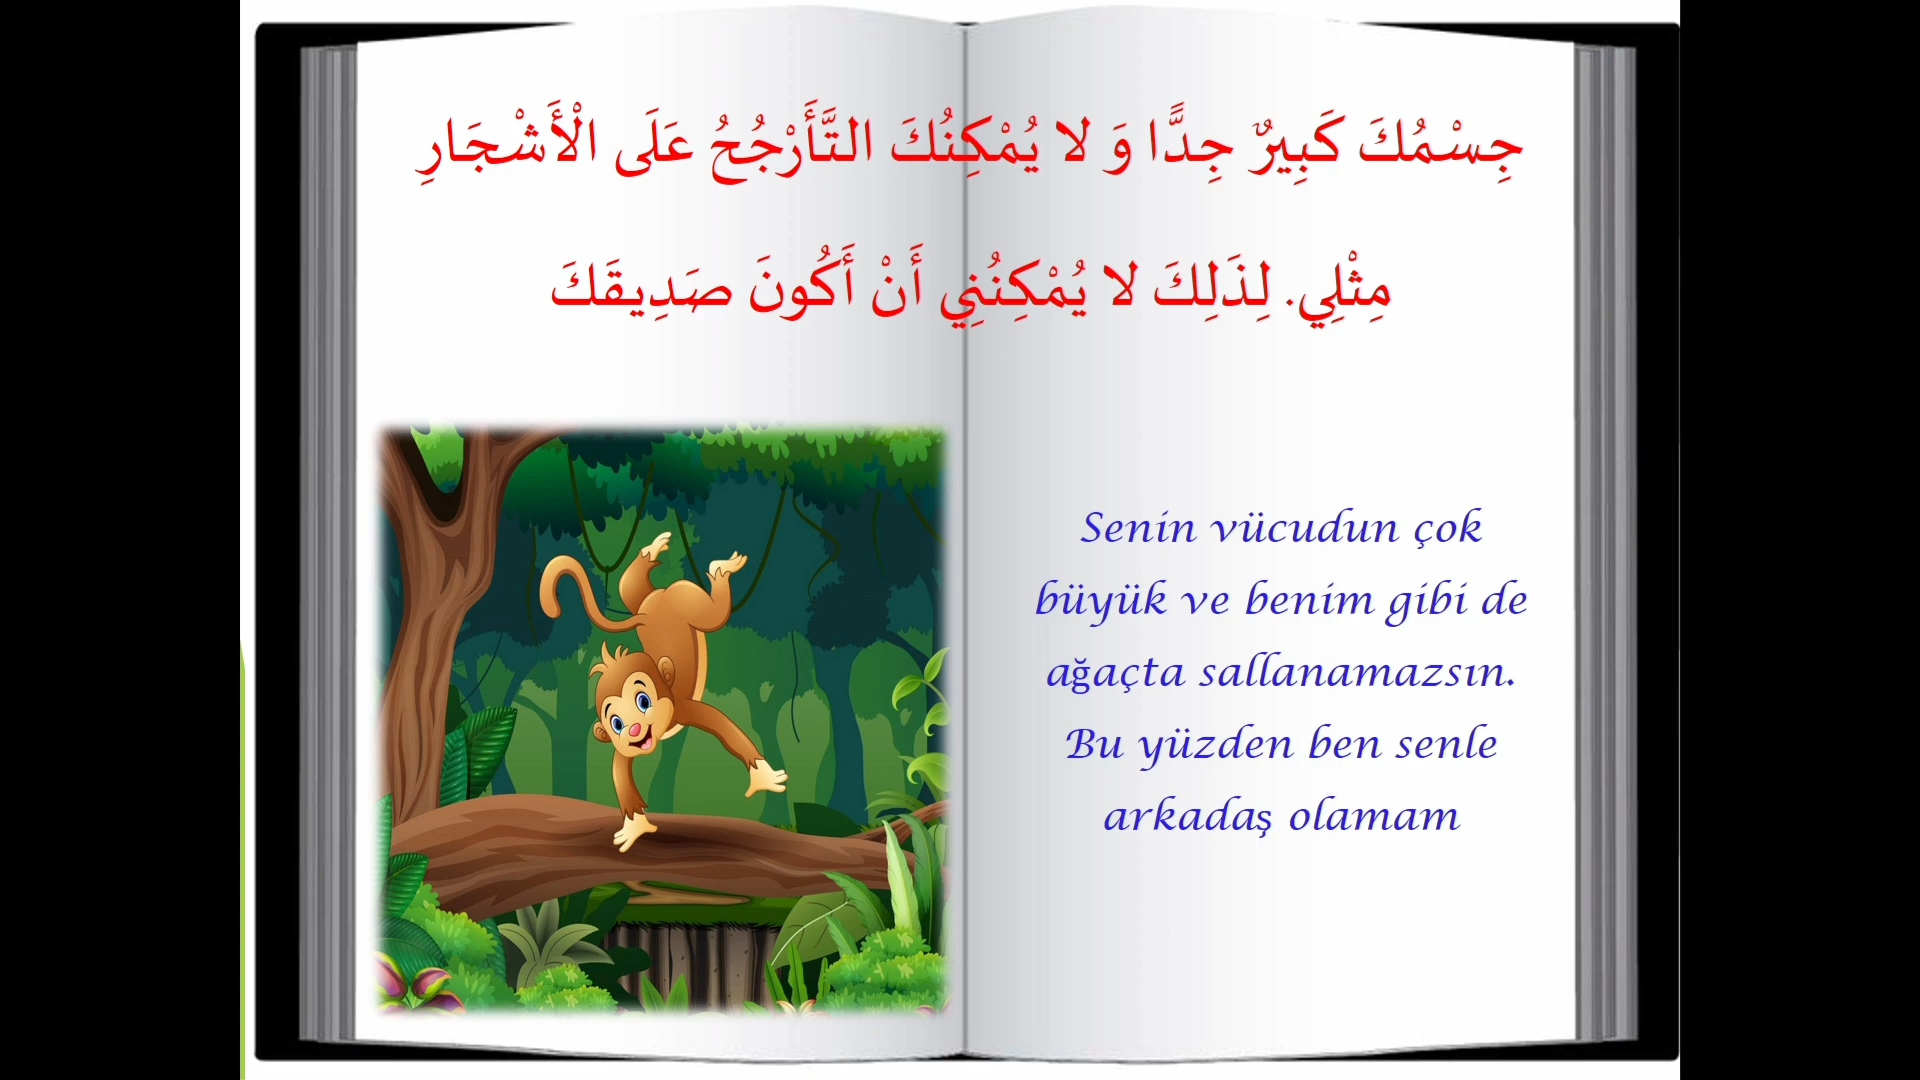 جِسْمُكَ كَبِيرٌ جِدًّا وَ لا يُمْكِنُكَ التَّأَرْجُحُ عَلَى الْأَشْجَارِ
مِثْلِي. لِذَلِكَ لا يُمْكِنُنِي أَنْ أَكُونَ صَدِيقَكَ
Senin vücudun çok
büyük ve benim gibi de
ağaçta sallanamazsın.
Bu yüzden ben senle
arkadaş olamam